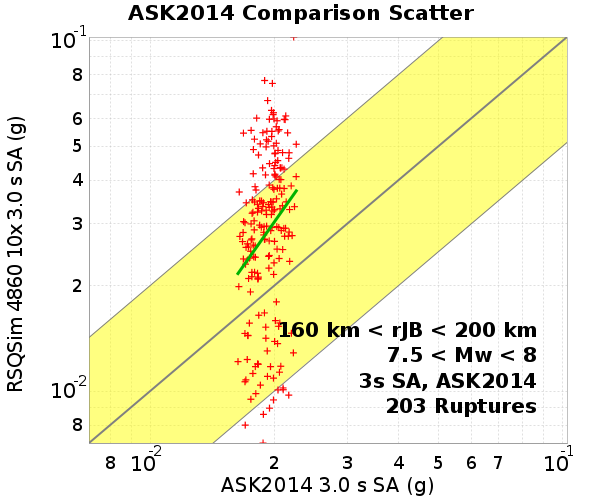 ASK2014 Comparison Scatter
RSQSim 4860 10x 3.0 s SA (g)
10-1
8
6
5
4
3
2
10-2
8
160 km < rJB < 200 km
7.5 < Mw < 8
3s SA, ASK2014
203 Ruptures
8 10-2 2 3 4 5 6 7 10-1
ASK2014 3.0 s SA (g)